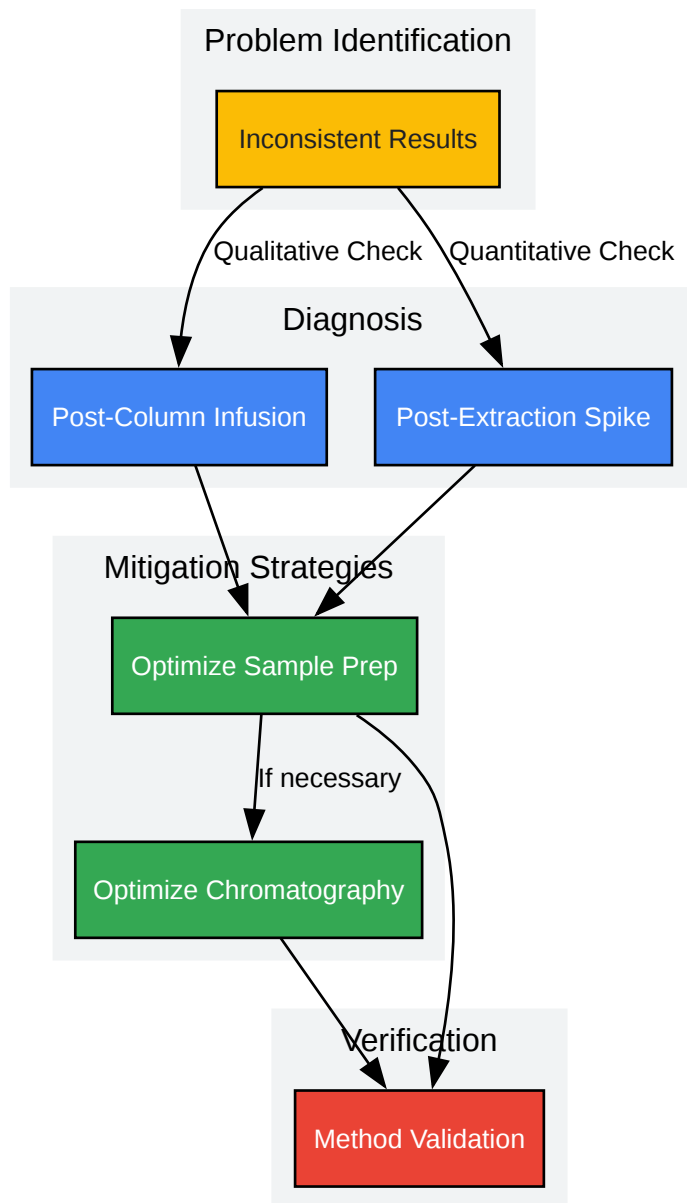 Problem Identification
Inconsistent Results
Qualitative Check
Quantitative Check
Diagnosis
Post-Column Infusion
Post-Extraction Spike
Mitigation Strategies
Optimize Sample Prep
If necessary
Optimize Chromatography
Verification
Method Validation